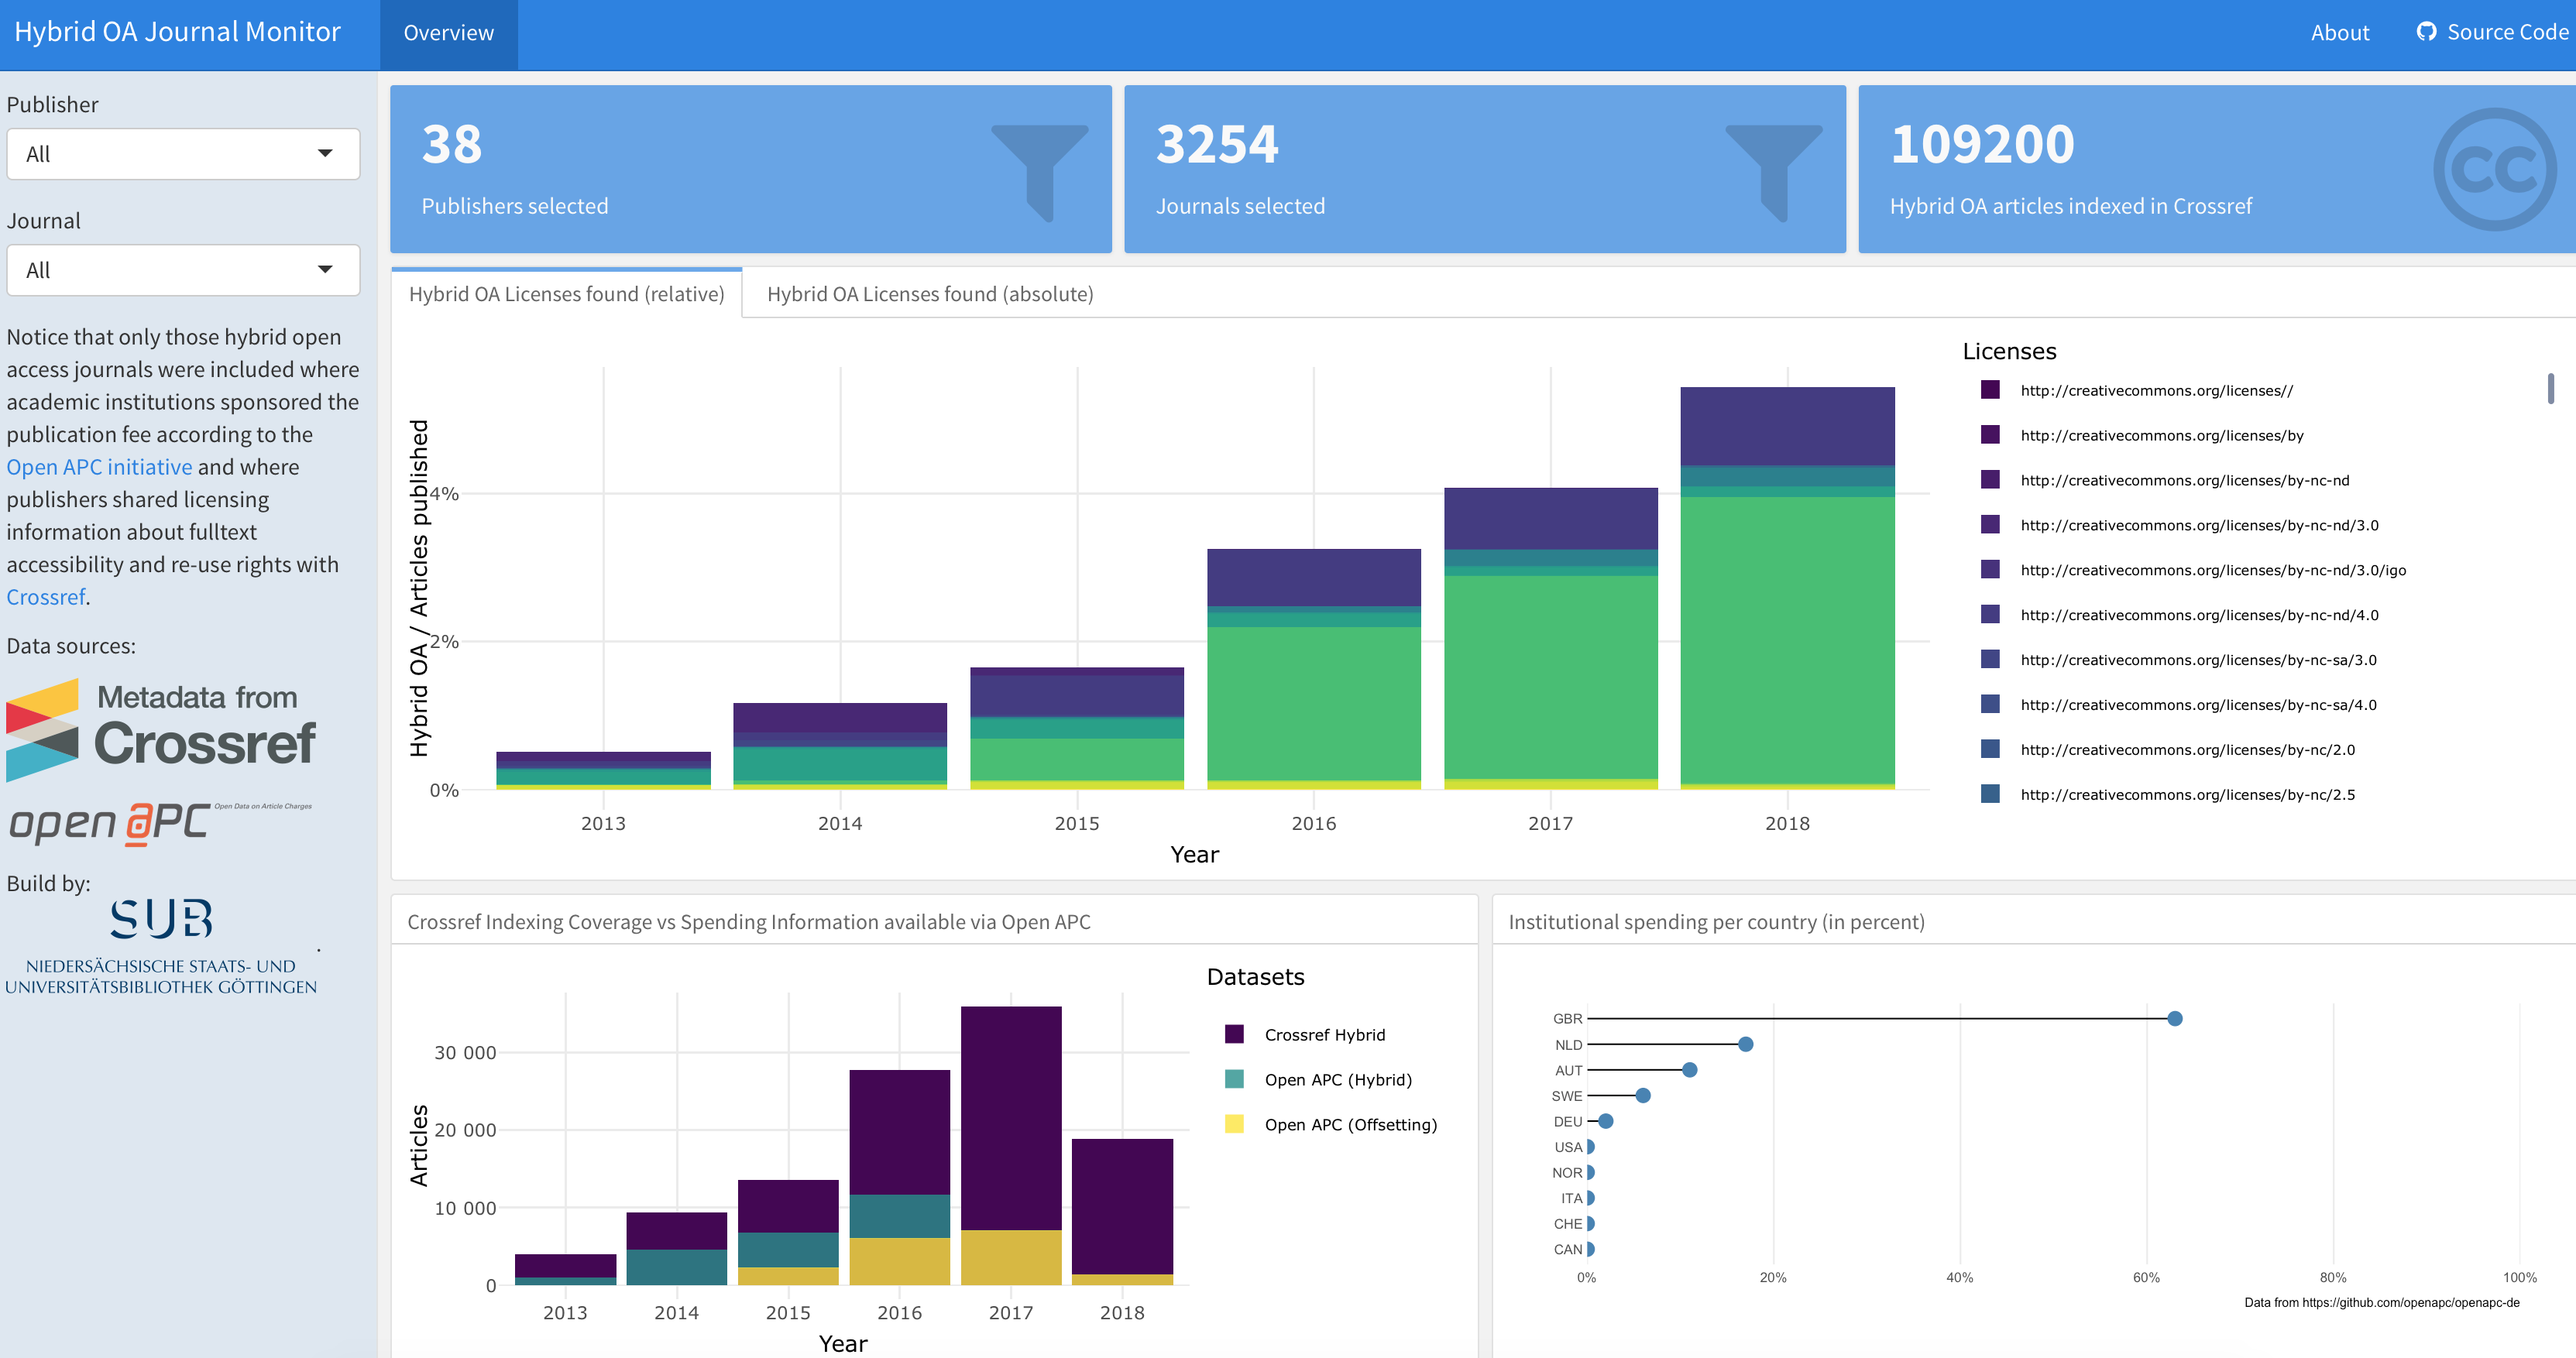 Hybrid OA Journal Monitor
Overview
About
Source Code
Publisher
All
Journal
All
Notice that only those hybrid open
access journals were included where
academic institutions sponsored the
publication fee according to the
Open APC initiative and where
publishers shared licensing
information about fulltext
accessibility and re-use rights with
Crossref.
Data sources:
Metadata from
Crossref
open aPC
Open Data on Article Charges
Build by:
SUB
.
NIEDERSÄCHSISCHE STAATS- UND
UNIVERSITÄTSBIBLIOTHEK GÖTTINGEN
38
Publishers selected
3254
Journals selected
109200
Hybrid OA articles indexed in Crossref
cc
Hybrid OA Licenses found (relative)
Hybrid OA Licenses found (absolute)
Hybrid OA / Articles published
4%
2%
0%
2013
2014
2015
2016
2017
2018
Year
Licenses
http://creativecommons.org/licenses//
http://creativecommons.org/licenses/by
http://creativecommons.org/licenses/by-nc-nd
http://creativecommons.org/licenses/by-nc-nd/3.0
http://creativecommons.org/licenses/by-nc-nd/3.0/igo
http://creativecommons.org/licenses/by-nc-nd/4.0
http://creativecommons.org/licenses/by-nc-sa/3.0
http://creativecommons.org/licenses/by-nc-sa/4.0
http://creativecommons.org/licenses/by-nc/2.0
http://creativecommons.org/licenses/by-nc/2.5
Crossref Indexing Coverage vs Spending Information available via Open APC
Articles
30 000
20 000
10 000
0
2013
2014
2015
2016
2017
2018
Year
Datasets
Crossref Hybrid
Open APC (Hybrid)
Open APC (Offsetting)
Institutional spending per country (in percent)
GBR
NLD
AUT
SWE
DEU
USA
NOR
ITA
CHE
CAN
0%
20%
40%
60%
80%
100%
Data from https://github.com/openapc/openapc-de